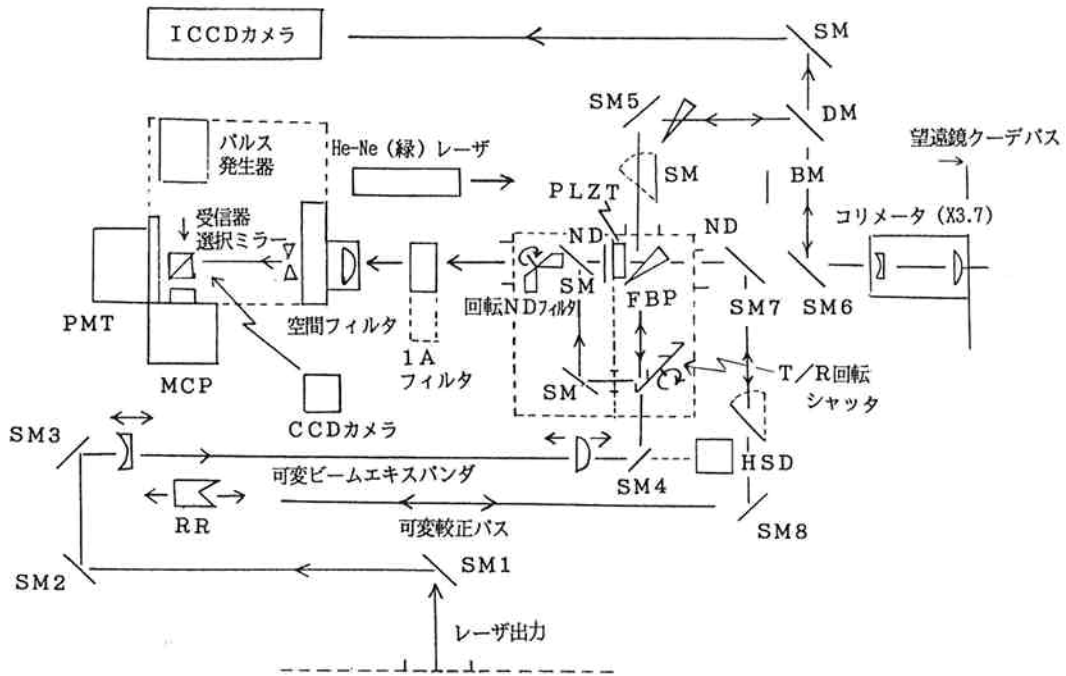 ICCDカメラ
SM
SM5
DM
パルス
発生器
He-Ne（緑）レーザ
望遠鏡クーデパス
SM
BM
PLZT
受信器
選択ミラー
コリメータ（X3.7）
ND
ND
SM
FBP
SM7
SM6
回転NDフィルタ
PMT
空間フィルタ
1A
フィルタ
MCP
SM
T／R回転
シャッタ
CCDカメラ
SM3
HSD
可変ビームエキスパンダ
SM4
RR
可変較正パス
SM8
SM2
SM1
レーザ出力